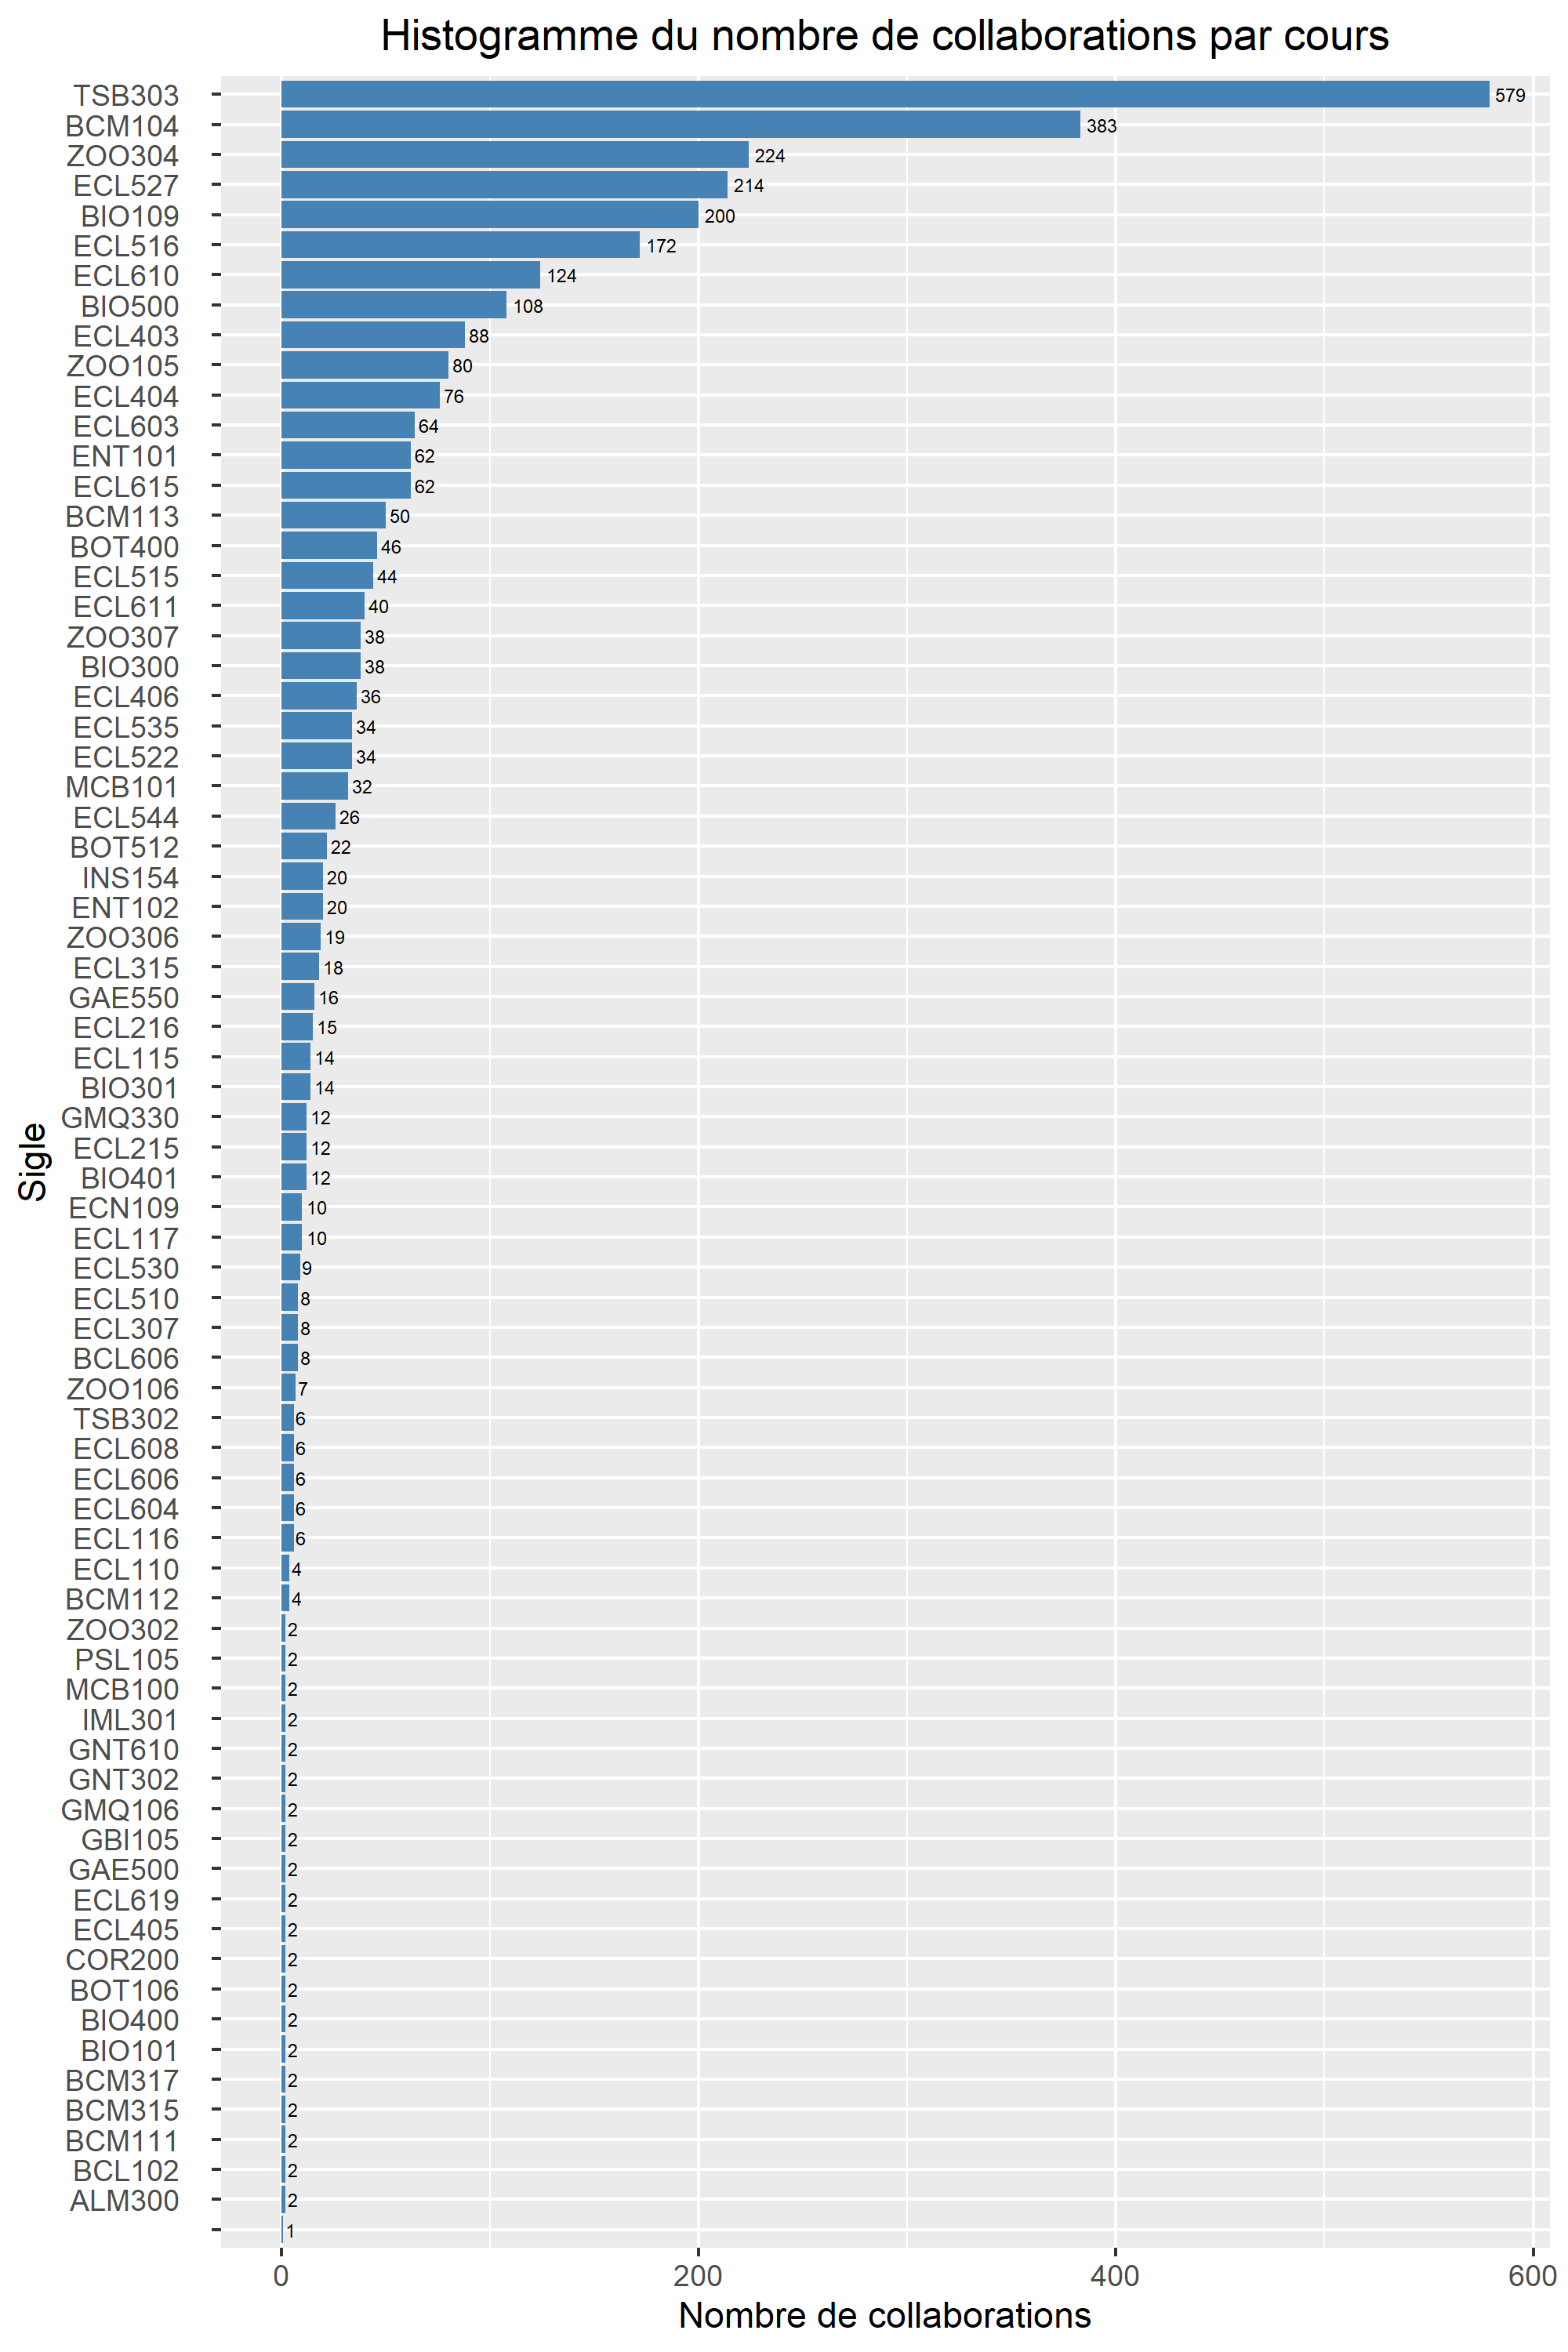 Histogramme du nombre de collaborations par cours
TSB303 579
BCM104 383
ZOO304 224
ECL527 214
BIO109 200
ECL516 172
ECL610 124
BIO500 108
ECL403 88
ZOO105 80
ECL404 76
ECL603 64
ENT101 62
ECL615 62
BCM113 50
BOT400 46
ECL515 44
ECL611 40
ZOO307 38
BIO300 38
ECL406 36
ECL535 34
ECL522 34
MCB101 32
ECL544 26
BOT512 22
INS154 20
ENT102 20
ZOO306 19
ECL315 18
GAE550 16
ECL216 15
ECL115 14
BIO301 14
GMQ330 12
ECL215 12
BIO401 12
ECN109 10
ECL117 10
ECL530 9
ECL510 8
ECL307 8
BCL606 8
ZOO106 7
TSB302 6
ECL608 6
ECL606 6
ECL604 6
ECL116 6
ECL110 4
BCM112 4
ZOO302 2
PSL105 2
MCB100 2
IML301 2
GNT610 2
GNT302 2
GMQ106 2
GBI105 2
GAE500 2
ECL619 2
ECL405 2
COR200 2
BOT106 2
BIO400 2
BIO101 2
BCM317 2
BCM315 2
BCM111 2
BCL102 2
ALM300 2
1
Sigle
0 200 400 600
Nombre de collaborations